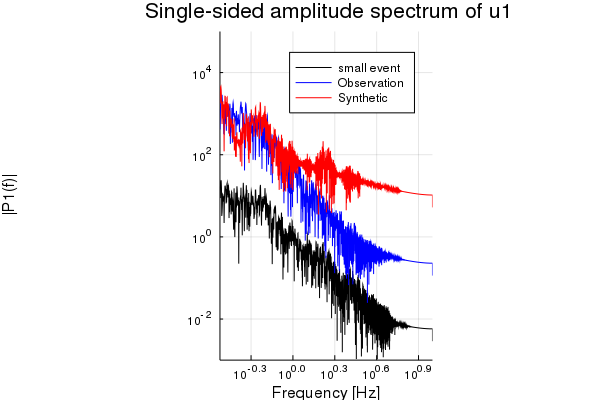 Single-sided amplitude spectrum of u1
small event
Observation
Synthetic
|P1(f)|
10^4
10^2
10^0
10^-2
10^-0.3 10^0.0 10^0.3 10^0.6 10^0.9
Frequency [Hz]